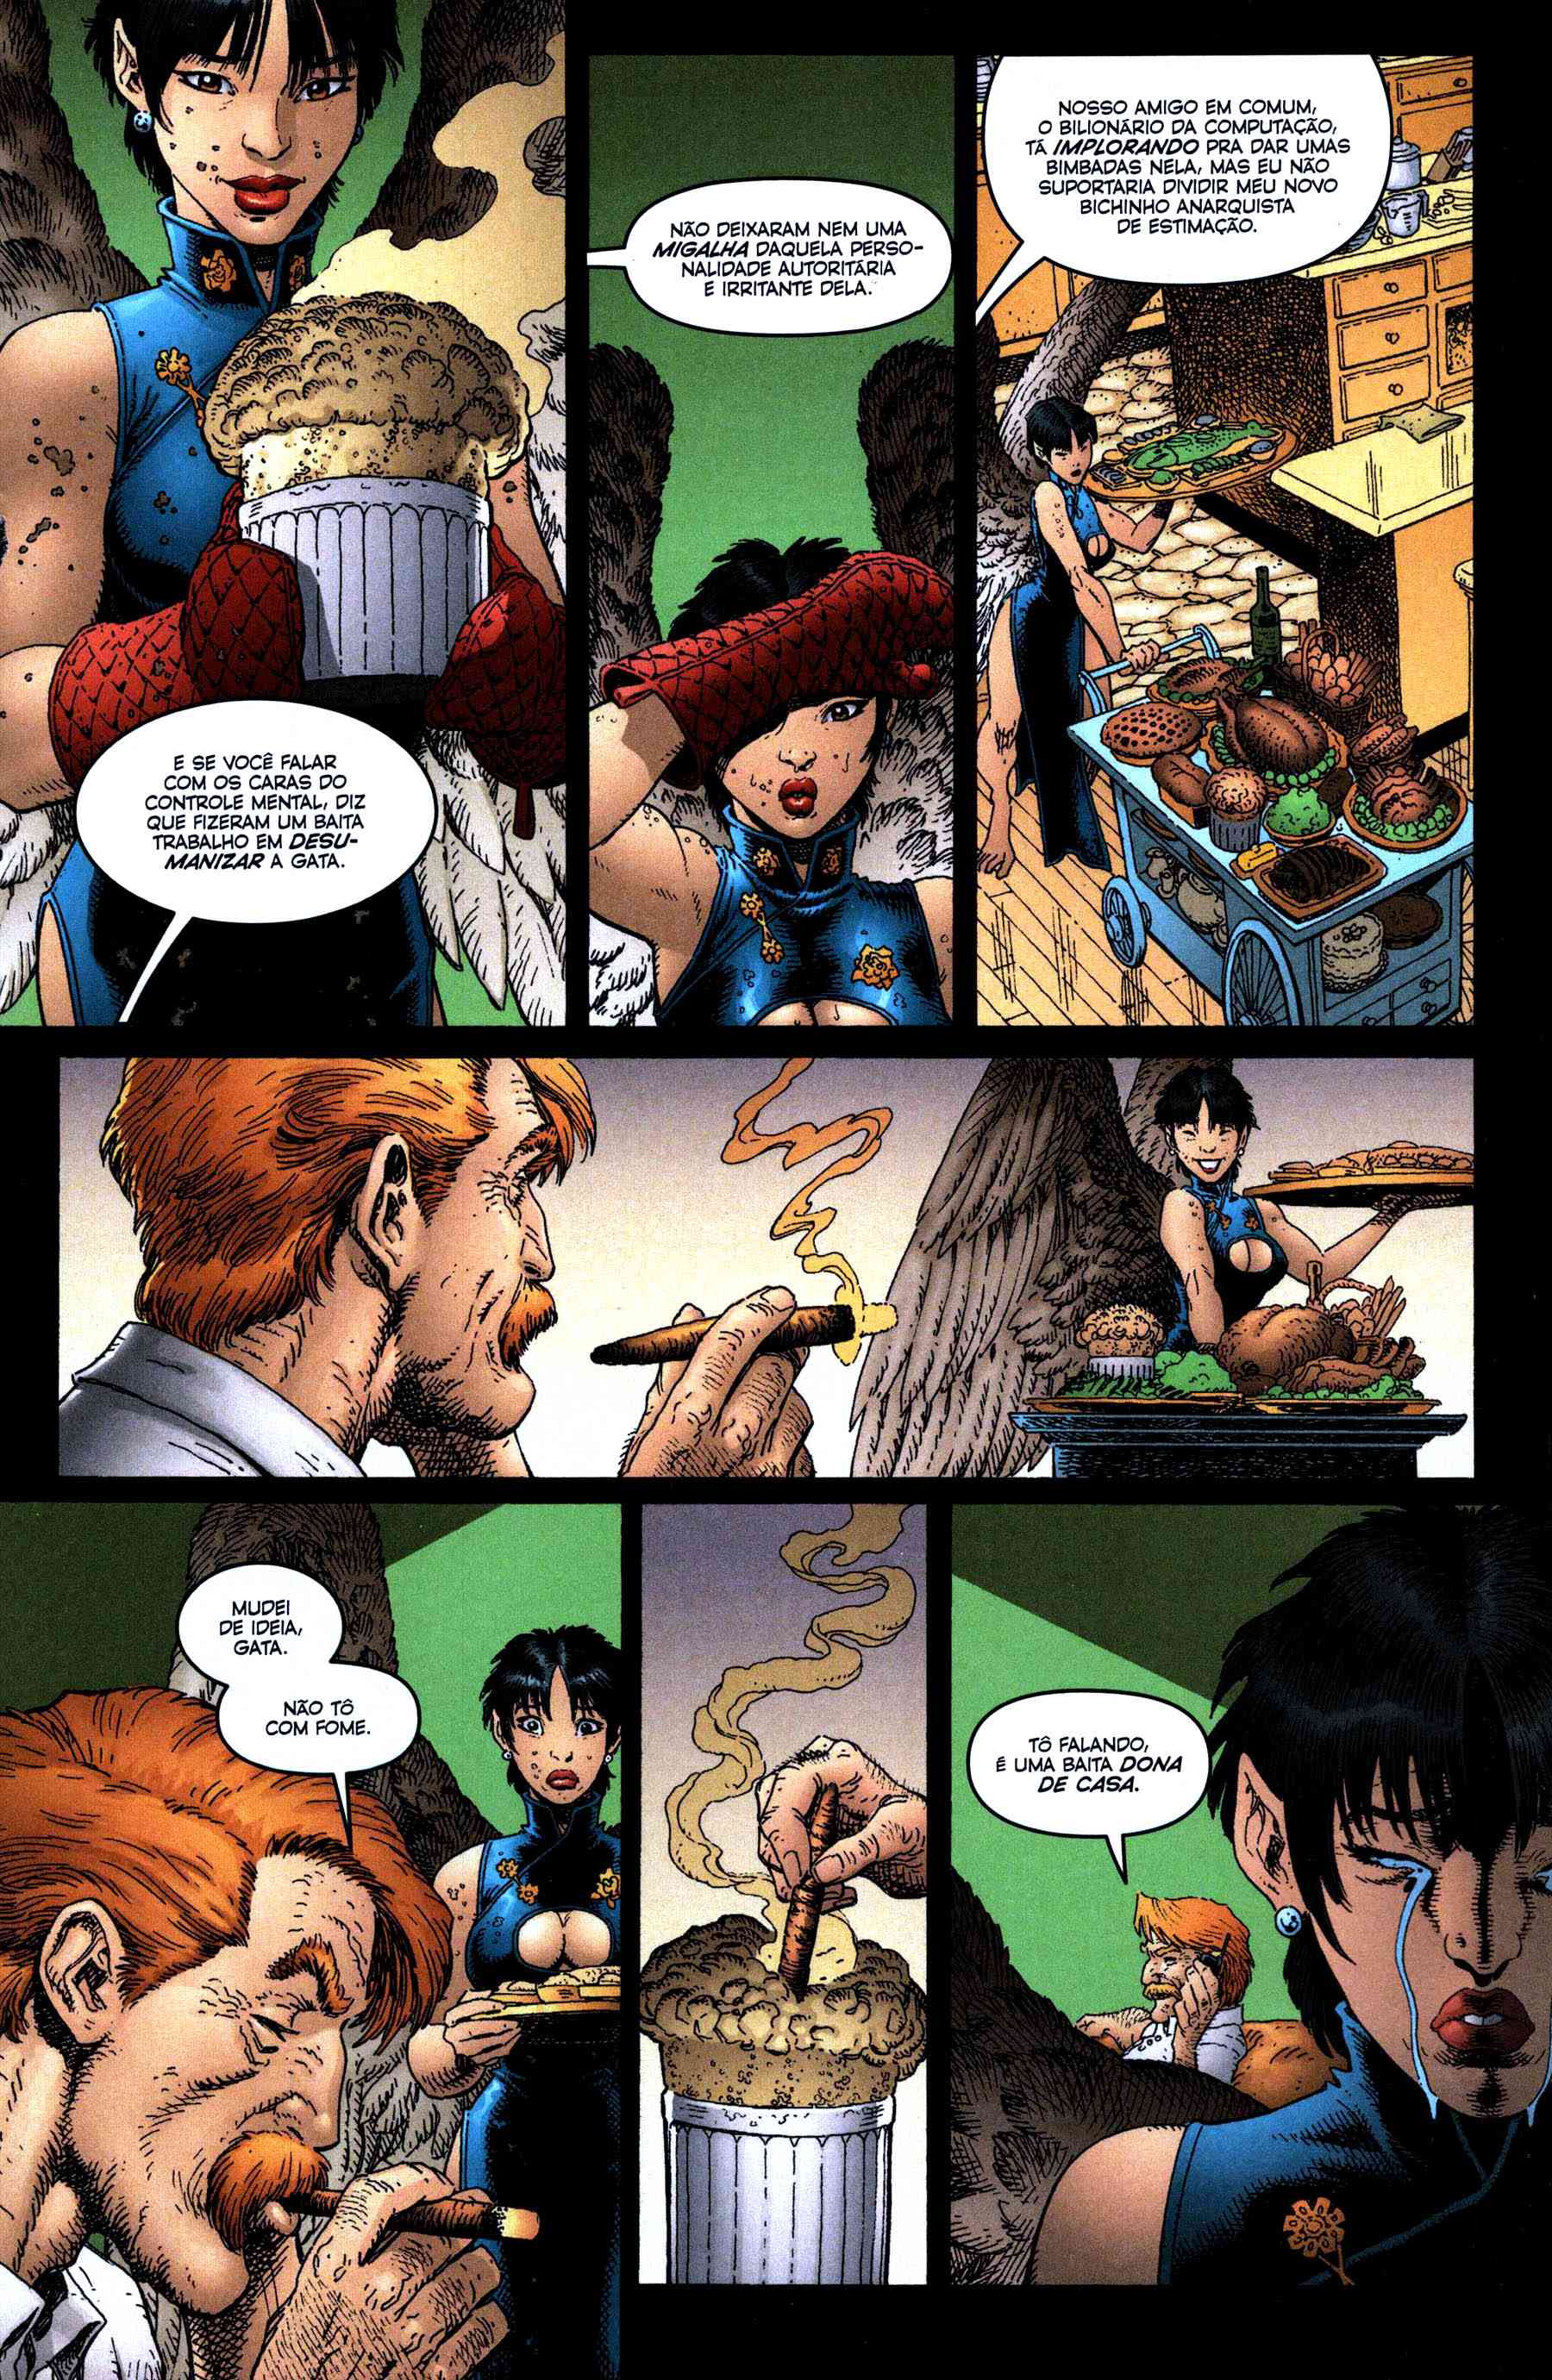 E SE VOCÊ FALAR
COM OS CARAS DO
CONTROLE MENTAL, DIZ
QUE FIZERAM UM BAITA
TRABALHO EM DESU-
MANIZAR A GATA.
NÃO DEIXARAM NEM UMA
MIGALHA DAQUELA PERSO-
NALIDADE AUTORITÁRIA
E IRRITANTE DELA.
NOSSO AMIGO EM COMUM,
O BILIONÁRIO DA COMPUTAÇÃO,
TÁ IMPLORANDO PRA DAR UMAS
BIMBADAS NELA, MAS EU NÃO
SUPORTARIA DIVIDIR MEU NOVO
BICHINHO ANARQUISTA
DE ESTIMAÇÃO.
MUDEI
DE IDEIA,
GATA.
NÃO TÔ
COM FOME.
TÔ FALANDO,
É UMA BAITA DONA
DE CASA.